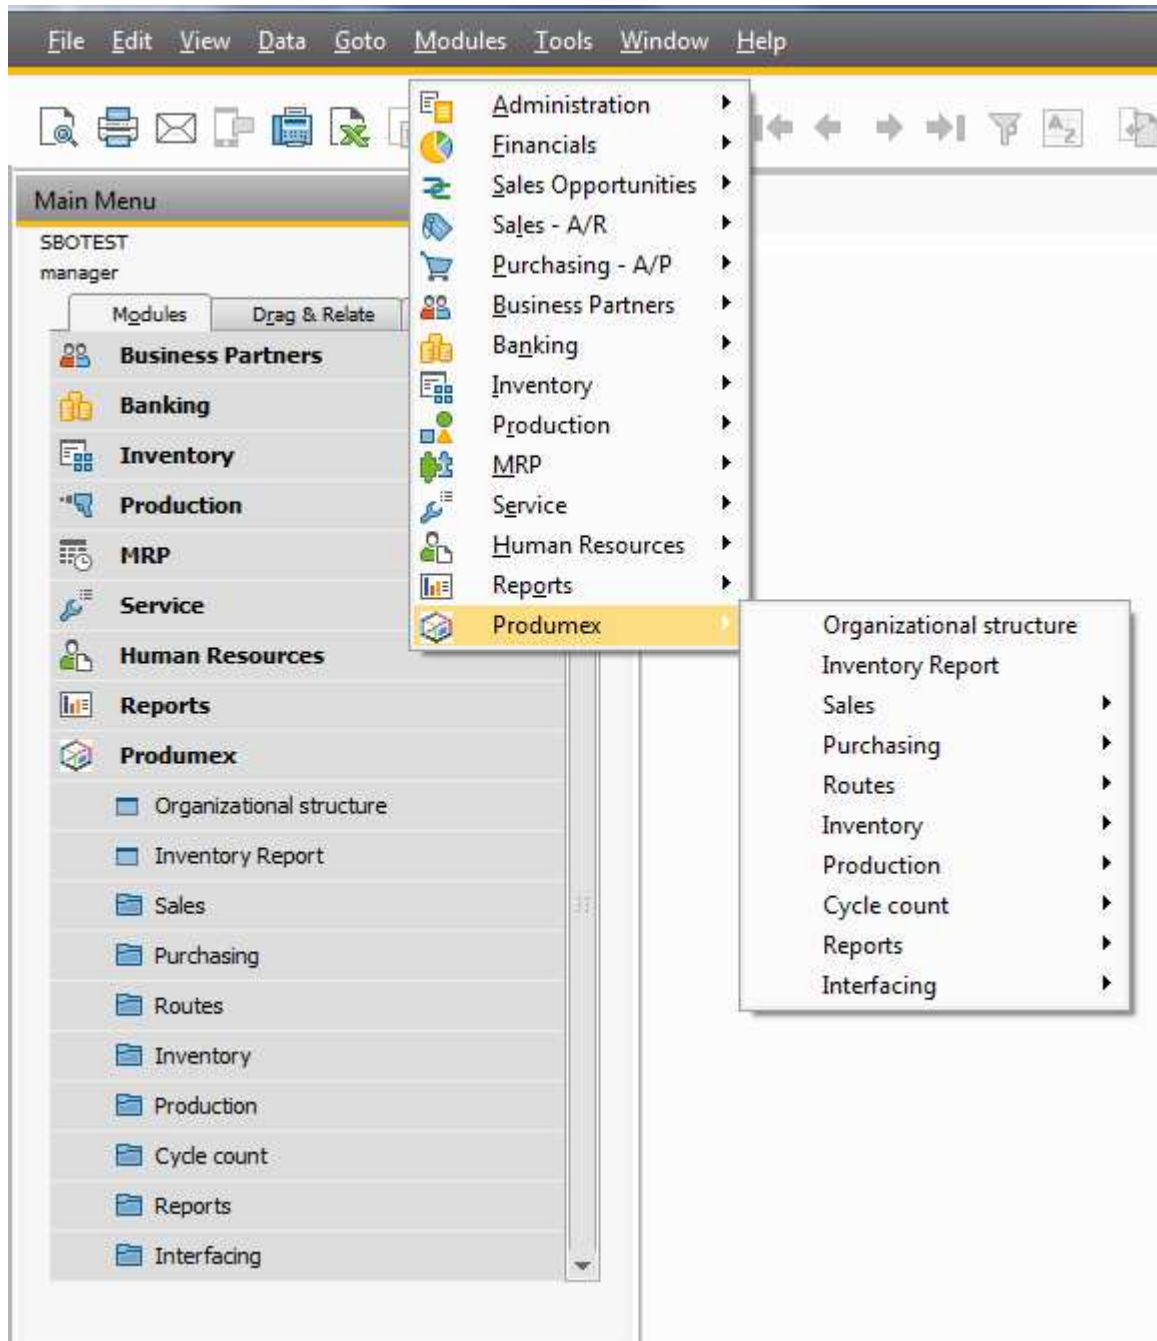 File Edit View Data Goto Modules Tools Window Help
Main Menu
SBOTEST
manager
Modules Drag & Relate
Business Partners
Banking
Inventory
Production
MRP
Service
Human Resources
Reports
Produmex
Organizational structure
Inventory Report
Sales
Purchasing
Routes
Inventory
Production
Cycle count
Reports
Interfacing
Administration
Financials
Sales Opportunities
Sales - A/R
Purchasing - A/P
Business Partners
Banking
Inventory
Production
MRP
Service
Human Resources
Reports
Produmex
Organizational structure
Inventory Report
Sales
Purchasing
Routes
Inventory
Production
Cycle count
Reports
Interfacing